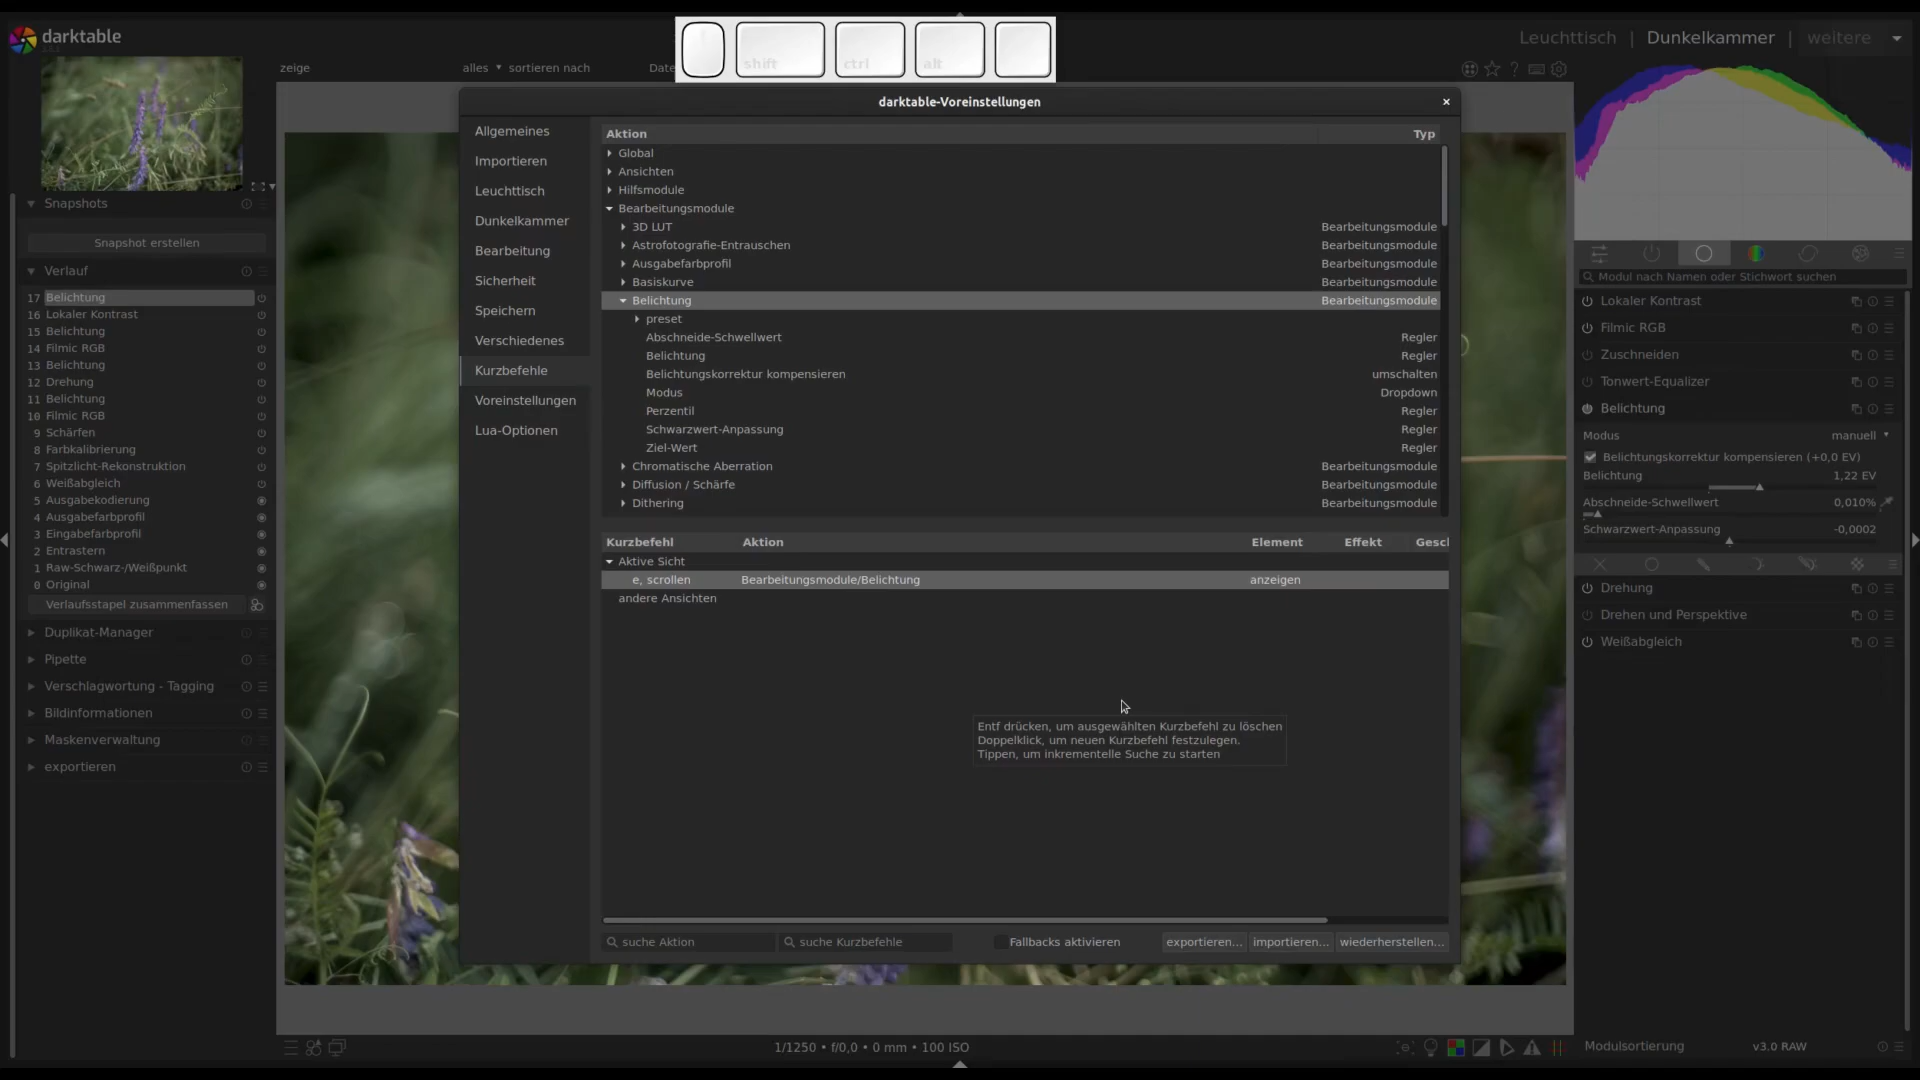 darktable
shift ctrl alt
Leuchttisch | Dunkelkammer | weitere
zeige alles sortieren nach Date
darktable-Voreinstellungen
Snapshots
Snapshot erstellen
Verlauf
17 Belichtung
16 Lokaler Kontrast
15 Belichtung
14 Filmic RGB
13 Belichtung
12 Drehung
11 Belichtung
10 Filmic RGB
9 Schärfen
8 Farbkalibrierung
7 Spitzlicht-Rekonstruktion
6 Weißabgleich
5 Ausgabekodierung
4 Ausgabefarbprofil
3 Eingabefarbprofil
2 Entrastern
1 Raw-Schwarz-/Weißpunkt
0 Original
Verlaufsstapel zusammenfassen
Duplikat-Manager
Pipette
Verschlagwortung - Tagging
Bildinformationen
Maskenverwaltung
exportieren
Allgemeines
Importieren
Leuchttisch
Dunkelkammer
Bearbeitung
Sicherheit
Speichern
Verschiedenes
Kurzbefehle
Voreinstellungen
Lua-Optionen
Aktion Typ
Global
Ansichten
Hilfsmodule
Bearbeitungsmodule
3D LUT Bearbeitungsmodule
Astrofotografie-Entrauschen Bearbeitungsmodule
Ausgabefarbprofil Bearbeitungsmodule
Basiskurve Bearbeitungsmodule
Belichtung Bearbeitungsmodule
preset
Abschneide-Schwellwert Regler
Belichtung Regler
Belichtungskorrektur kompensieren umschalten
Modus Dropdown
Perzentil Regler
Schwarzwert-Anpassung Regler
Ziel-Wert Regler
Chromatische Aberration Bearbeitungsmodule
Diffusion / Schärfe Bearbeitungsmodule
Dithering Bearbeitungsmodule
Kurzbefehl Aktion Element Effekt Gescl
Aktive Sicht
e, scrollen Bearbeitungsmodule/Belichtung anzeigen
andere Ansichten
Entf drücken, um ausgewählten Kurzbefehl zu löschen
Doppelklick, um neuen Kurzbefehl festzulegen.
Tippen, um inkrementelle Suche zu starten
suche Aktion suche Kurzbefehle Fallbacks aktivieren exportieren... importieren... wiederherstellen...
Modul nach Namen oder Stichwort suchen
Lokaler Kontrast
Filmic RGB
Zuschneiden
Tonwert-Equalizer
Belichtung
Modus manuell
Belichtungskorrektur kompensieren (+0,0 EV)
Belichtung 1,22 EV
Abschneide-Schwellwert 0,010%
Schwarzwert-Anpassung -0,0002
Drehung
Drehen und Perspektive
Weißabgleich
1/1250 • f/0,0 • 0 mm • 100 ISO
Modulsortierung v3.0 RAW